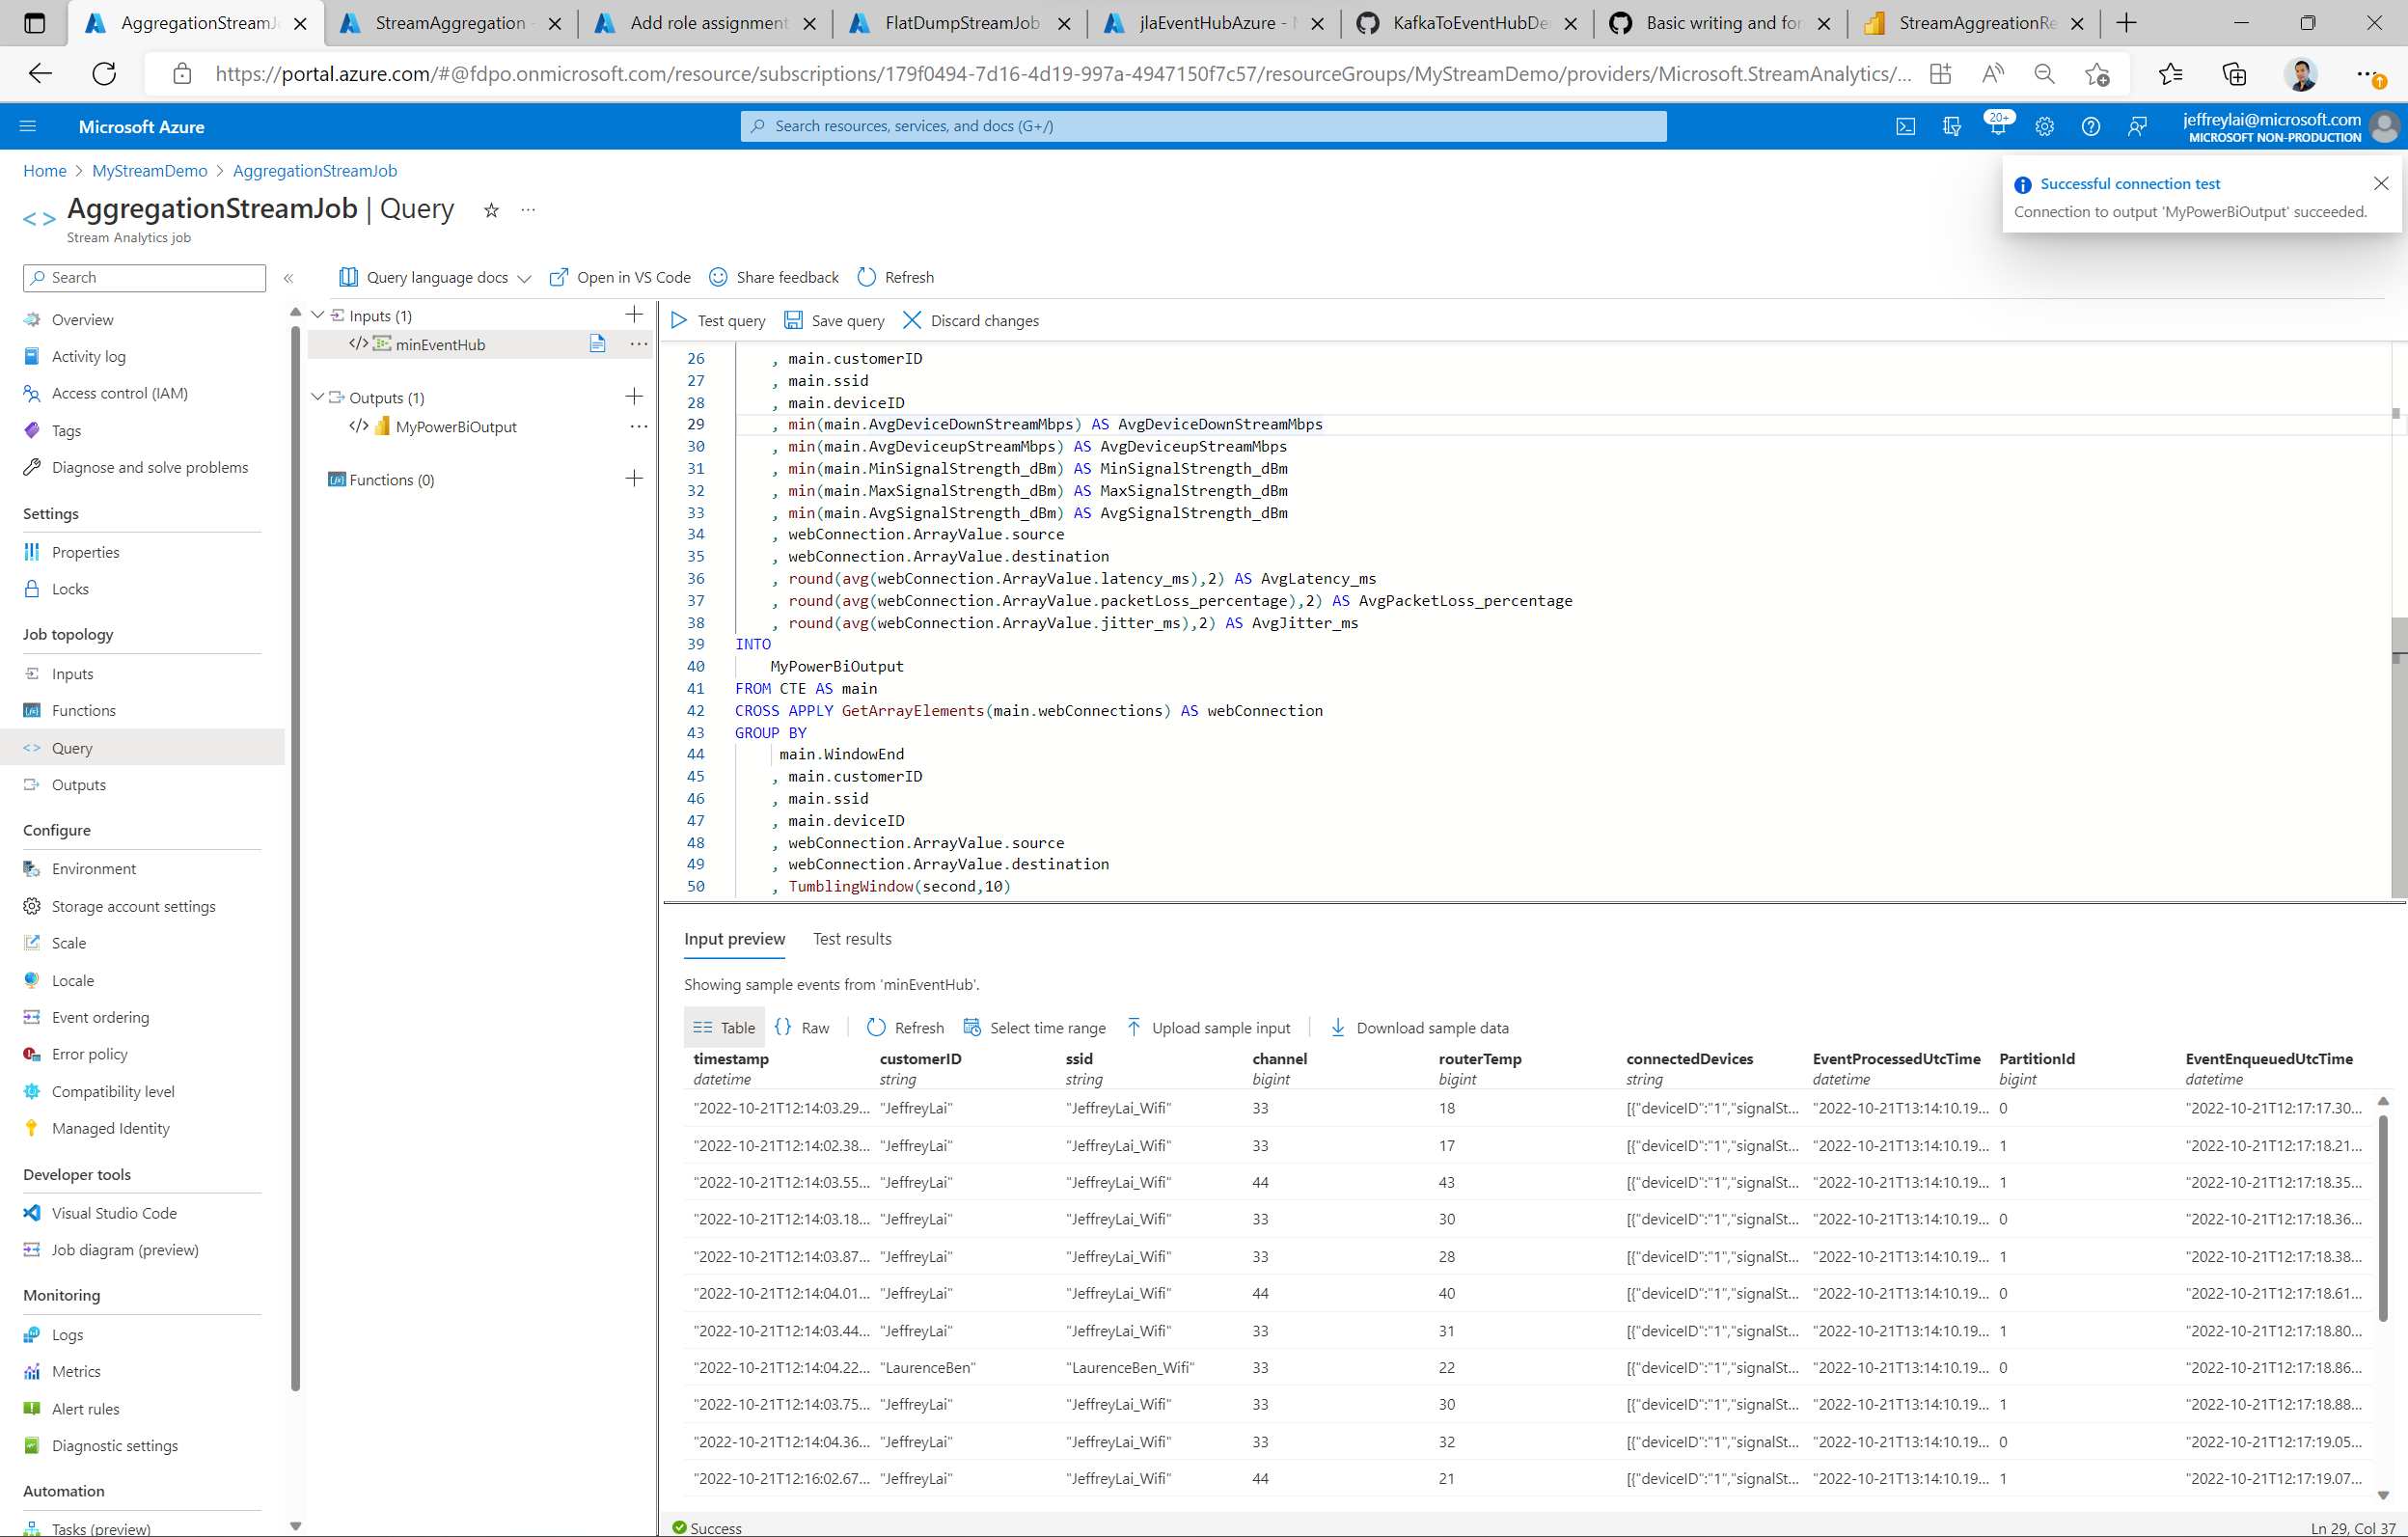 AggregationStreamJ
StreamAggregation -
Add role assignment
FlatDumpStreamJob
jlaEventHubAzure - M
KafkaToEventHubDe
Basic writing and for
StreamAggreationRe
https://portal.azure.com/#@fdpo.onmicrosoft.com/resource/subscriptions/179f0494-7d16-4d19-997a-4947150f7c57/resourceGroups/MyStreamDemo/providers/Microsoft.StreamAnalytics/...
Microsoft Azure
Search resources, services, and docs (G+/)
20+
jeffreylai@microsoft.com
MICROSOFT NON-PRODUCTION
Home > MyStreamDemo > AggregationStreamJob
Successful connection test
Connection to output 'MyPowerBiOutput' succeeded.
AggregationStreamJob | Query
Stream Analytics job
Search
Query language docs
Open in VS Code
Share feedback
Refresh
Overview
Activity log
Access control (IAM)
Tags
Diagnose and solve problems
Settings
Properties
Locks
Job topology
Inputs
Functions
Query
Outputs
Configure
Environment
Storage account settings
Scale
Locale
Event ordering
Error policy
Compatibility level
Managed Identity
Developer tools
Visual Studio Code
Job diagram (preview)
Monitoring
Logs
Metrics
Alert rules
Diagnostic settings
Automation
Tasks (preview)
Inputs (1)
minEventHub
Outputs (1)
MyPowerBiOutput
Functions (0)
Test query
Save query
Discard changes
26 , main.customerID
27 , main.ssid
28 , main.deviceID
29 , min(main.AvgDeviceDownStreamMbps) AS AvgDeviceDownStreamMbps
30 , min(main.AvgDeviceupStreamMbps) AS AvgDeviceupStreamMbps
31 , min(main.MinSignalStrength_dBm) AS MinSignalStrength_dBm
32 , min(main.MaxSignalStrength_dBm) AS MaxSignalStrength_dBm
33 , min(main.AvgSignalStrength_dBm) AS AvgSignalStrength_dBm
34 , webConnection.ArrayValue.source
35 , webConnection.ArrayValue.destination
36 , round(avg(webConnection.ArrayValue.latency_ms),2) AS AvgLatency_ms
37 , round(avg(webConnection.ArrayValue.packetLoss_percentage),2) AS AvgPacketLoss_percentage
38 , round(avg(webConnection.ArrayValue.jitter_ms),2) AS AvgJitter_ms
39 INTO
40 MyPowerBiOutput
41 FROM CTE AS main
42 CROSS APPLY GetArrayElements(main.webConnections) AS webConnection
43 GROUP BY
44 main.WindowEnd
45 , main.customerID
46 , main.ssid
47 , main.deviceID
48 , webConnection.ArrayValue.source
49 , webConnection.ArrayValue.destination
50 , TumblingWindow(second,10)
Input preview
Test results
Showing sample events from 'minEventHub'.
Table
Raw
Refresh
Select time range
Upload sample input
Download sample data
timestamp customerID ssid channel routerTemp connectedDevices EventProcessedUtcTime PartitionId EventEnqueuedUtcTime
datetime string string bigint bigint string datetime bigint datetime
"2022-10-21T12:14:03.29... "JeffreyLai" "JeffreyLai_Wifi" 33 18 [{"deviceID":"1","signalSt... "2022-10-21T13:14:10.19... 0 "2022-10-21T12:17:17.30...
"2022-10-21T12:14:02.38... "JeffreyLai" "JeffreyLai_Wifi" 33 17 [{"deviceID":"1","signalSt... "2022-10-21T13:14:10.19... 1 "2022-10-21T12:17:18.21...
"2022-10-21T12:14:03.55... "JeffreyLai" "JeffreyLai_Wifi" 44 43 [{"deviceID":"1","signalSt... "2022-10-21T13:14:10.19... 1 "2022-10-21T12:17:18.35...
"2022-10-21T12:14:03.18... "JeffreyLai" "JeffreyLai_Wifi" 33 30 [{"deviceID":"1","signalSt... "2022-10-21T13:14:10.19... 0 "2022-10-21T12:17:18.36...
"2022-10-21T12:14:03.87... "JeffreyLai" "JeffreyLai_Wifi" 33 28 [{"deviceID":"1","signalSt... "2022-10-21T13:14:10.19... 1 "2022-10-21T12:17:18.38...
"2022-10-21T12:14:04.01... "JeffreyLai" "JeffreyLai_Wifi" 44 40 [{"deviceID":"1","signalSt... "2022-10-21T13:14:10.19... 0 "2022-10-21T12:17:18.61...
"2022-10-21T12:14:03.44... "JeffreyLai" "JeffreyLai_Wifi" 33 31 [{"deviceID":"1","signalSt... "2022-10-21T13:14:10.19... 1 "2022-10-21T12:17:18.80...
"2022-10-21T12:14:04.22... "LaurenceBen" "LaurenceBen_Wifi" 33 22 [{"deviceID":"1","signalSt... "2022-10-21T13:14:10.19... 0 "2022-10-21T12:17:18.86...
"2022-10-21T12:14:03.75... "JeffreyLai" "JeffreyLai_Wifi" 33 30 [{"deviceID":"1","signalSt... "2022-10-21T13:14:10.19... 1 "2022-10-21T12:17:18.88...
"2022-10-21T12:14:04.36... "JeffreyLai" "JeffreyLai_Wifi" 33 32 [{"deviceID":"1","signalSt... "2022-10-21T13:14:10.19... 0 "2022-10-21T12:17:19.05...
"2022-10-21T12:16:02.67... "JeffreyLai" "JeffreyLai_Wifi" 44 21 [{"deviceID":"1","signalSt... "2022-10-21T13:14:10.19... 1 "2022-10-21T12:17:19.07...
Success
Ln 29, Col 37